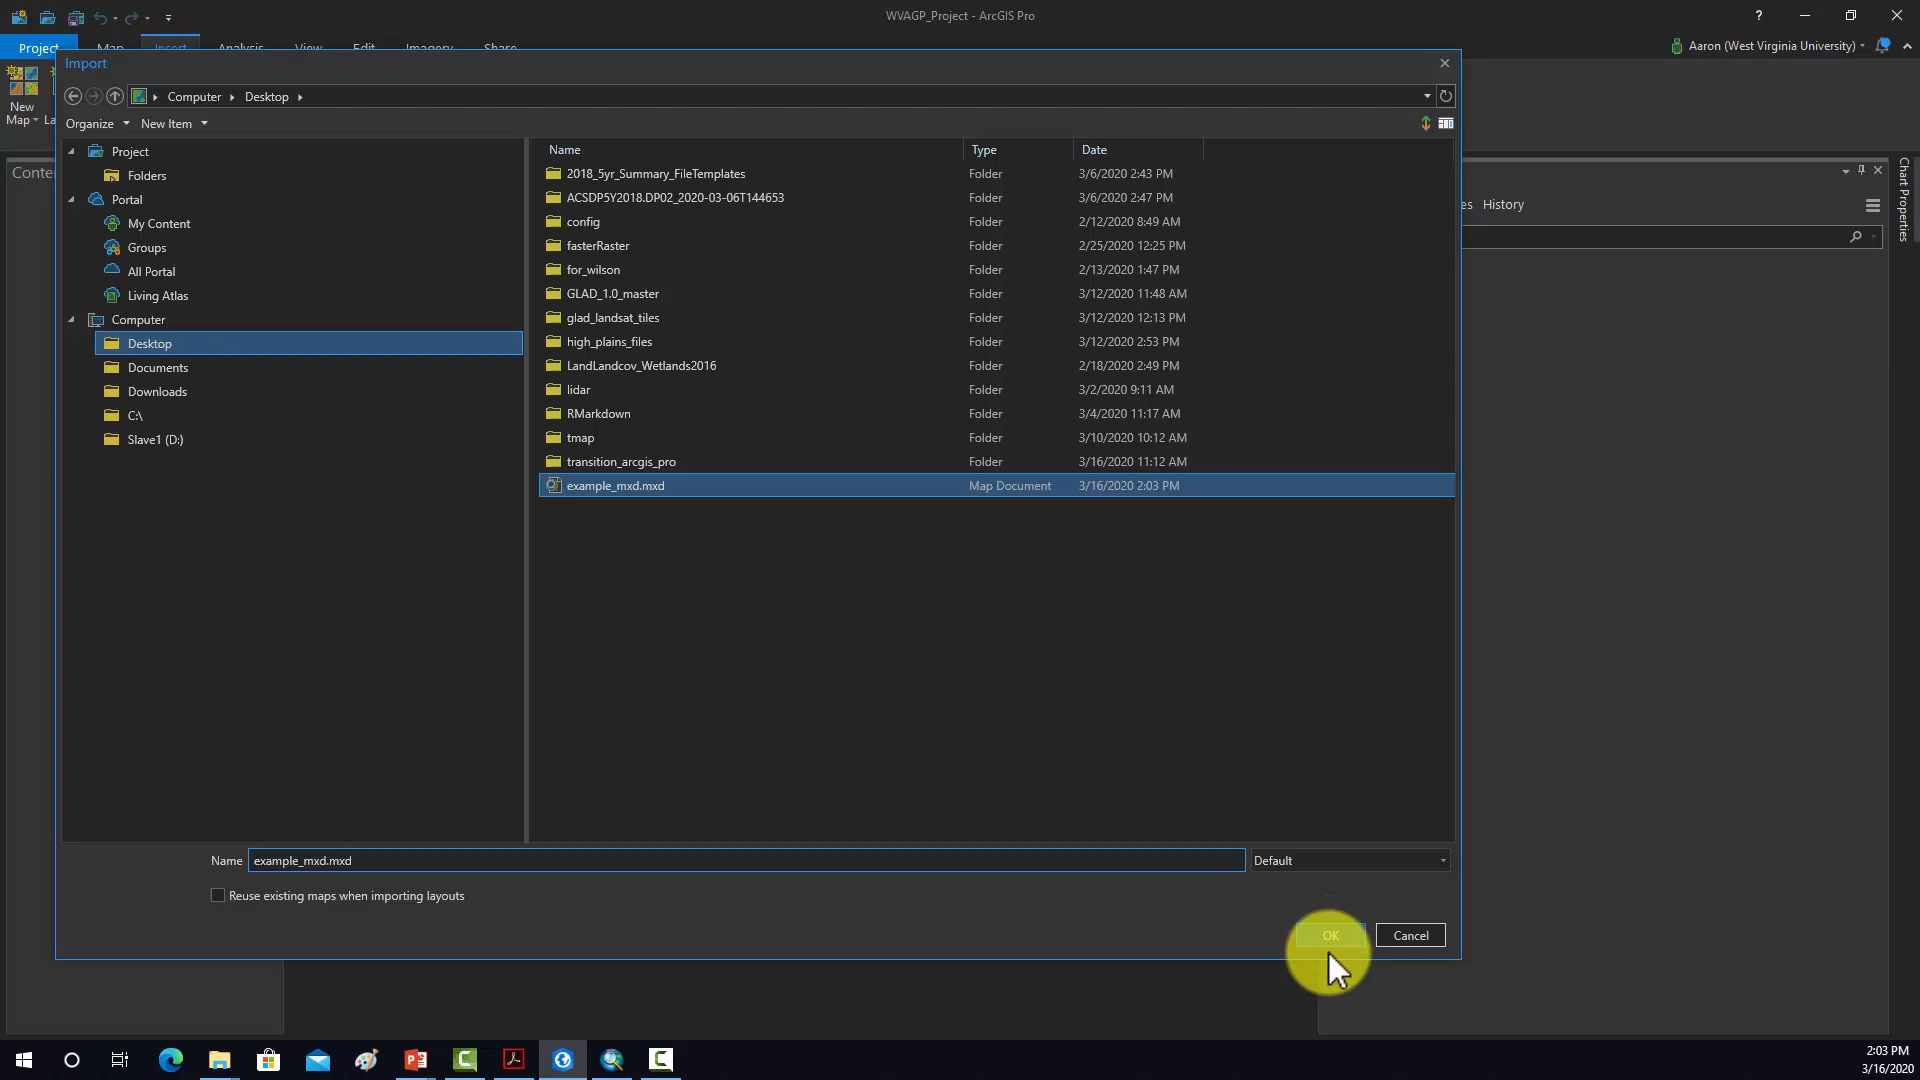 WVAGP_Project - ArcGIS Pro
?
Project Map Insert Analysis View Edit Imagery Share
Aaron (West Virginia University)
Import
Computer Desktop
New
Map
Organize New Item
Name Type Date
Project
Folders
Portal
My Content
Groups
All Portal
Living Atlas
Computer
Desktop
Documents
Downloads
C:\
Slave1 (D:)
2018_5yr_Summary_FileTemplates Folder 3/6/2020 2:43 PM
ACSDP5Y2018.DP02_2020-03-06T144653 Folder 3/6/2020 2:47 PM
config Folder 2/12/2020 8:49 AM
fasterRaster Folder 2/25/2020 12:25 PM
for_wilson Folder 2/13/2020 1:47 PM
GLAD_1.0_master Folder 3/12/2020 11:48 AM
glad_landsat_tiles Folder 3/12/2020 12:13 PM
high_plains_files Folder 3/12/2020 2:53 PM
LandLandcov_Wetlands2016 Folder 2/18/2020 2:49 PM
lidar Folder 3/2/2020 9:11 AM
RMarkdown Folder 3/4/2020 11:17 AM
tmap Folder 3/10/2020 10:12 AM
transition_arcgis_pro Folder 3/16/2020 11:12 AM
example_mxd.mxd Map Document 3/16/2020 2:03 PM
History
Chart Properties
Name example_mxd.mxd Default
Reuse existing maps when importing layouts
OK Cancel
2:03 PM
3/16/2020